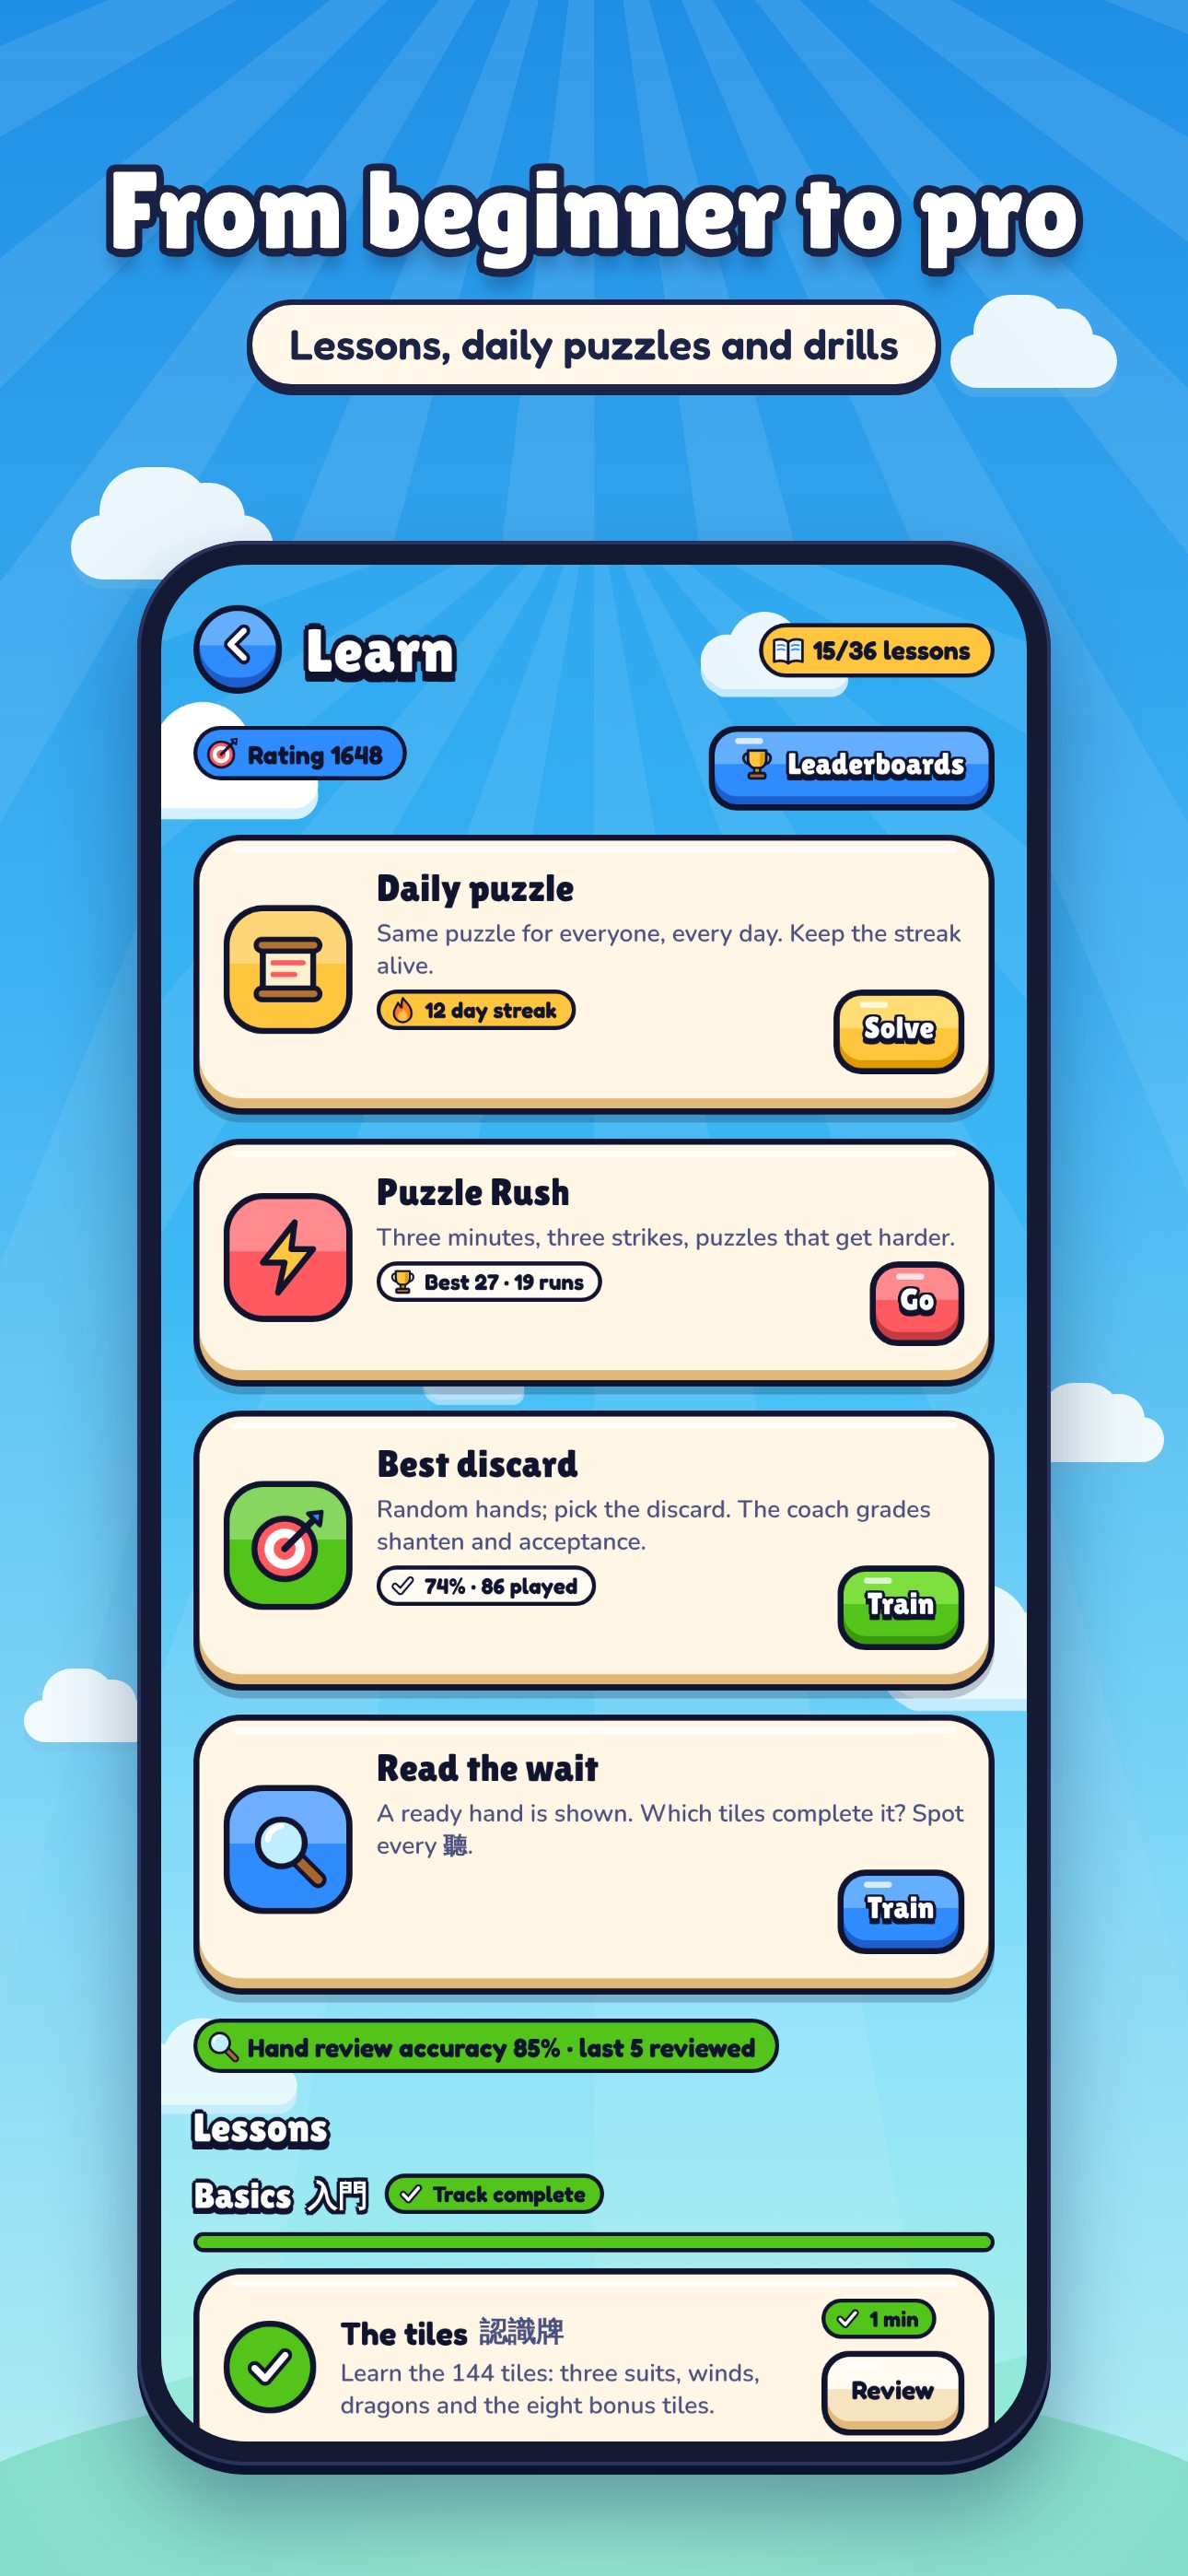 From beginner to pro
Lessons, daily puzzles and drills
Learn
15/36 lessons
Rating 1648
Leaderboards
Daily puzzle
Same puzzle for everyone, every day. Keep the streak
alive.
12 day streak
Solve
Puzzle Rush
Three minutes, three strikes, puzzles that get harder.
Best 27 · 19 runs
Go
Best discard
Random hands; pick the discard. The coach grades
shanten and acceptance.
74% · 86 played
Train
Read the wait
A ready hand is shown. Which tiles complete it? Spot
every 聽.
Train
Hand review accuracy 85% · last 5 reviewed
Lessons
Basics 入門
Track complete
The tiles 認識牌
1 min
Learn the 144 tiles: three suits, winds,
dragons and the eight bonus tiles.
Review